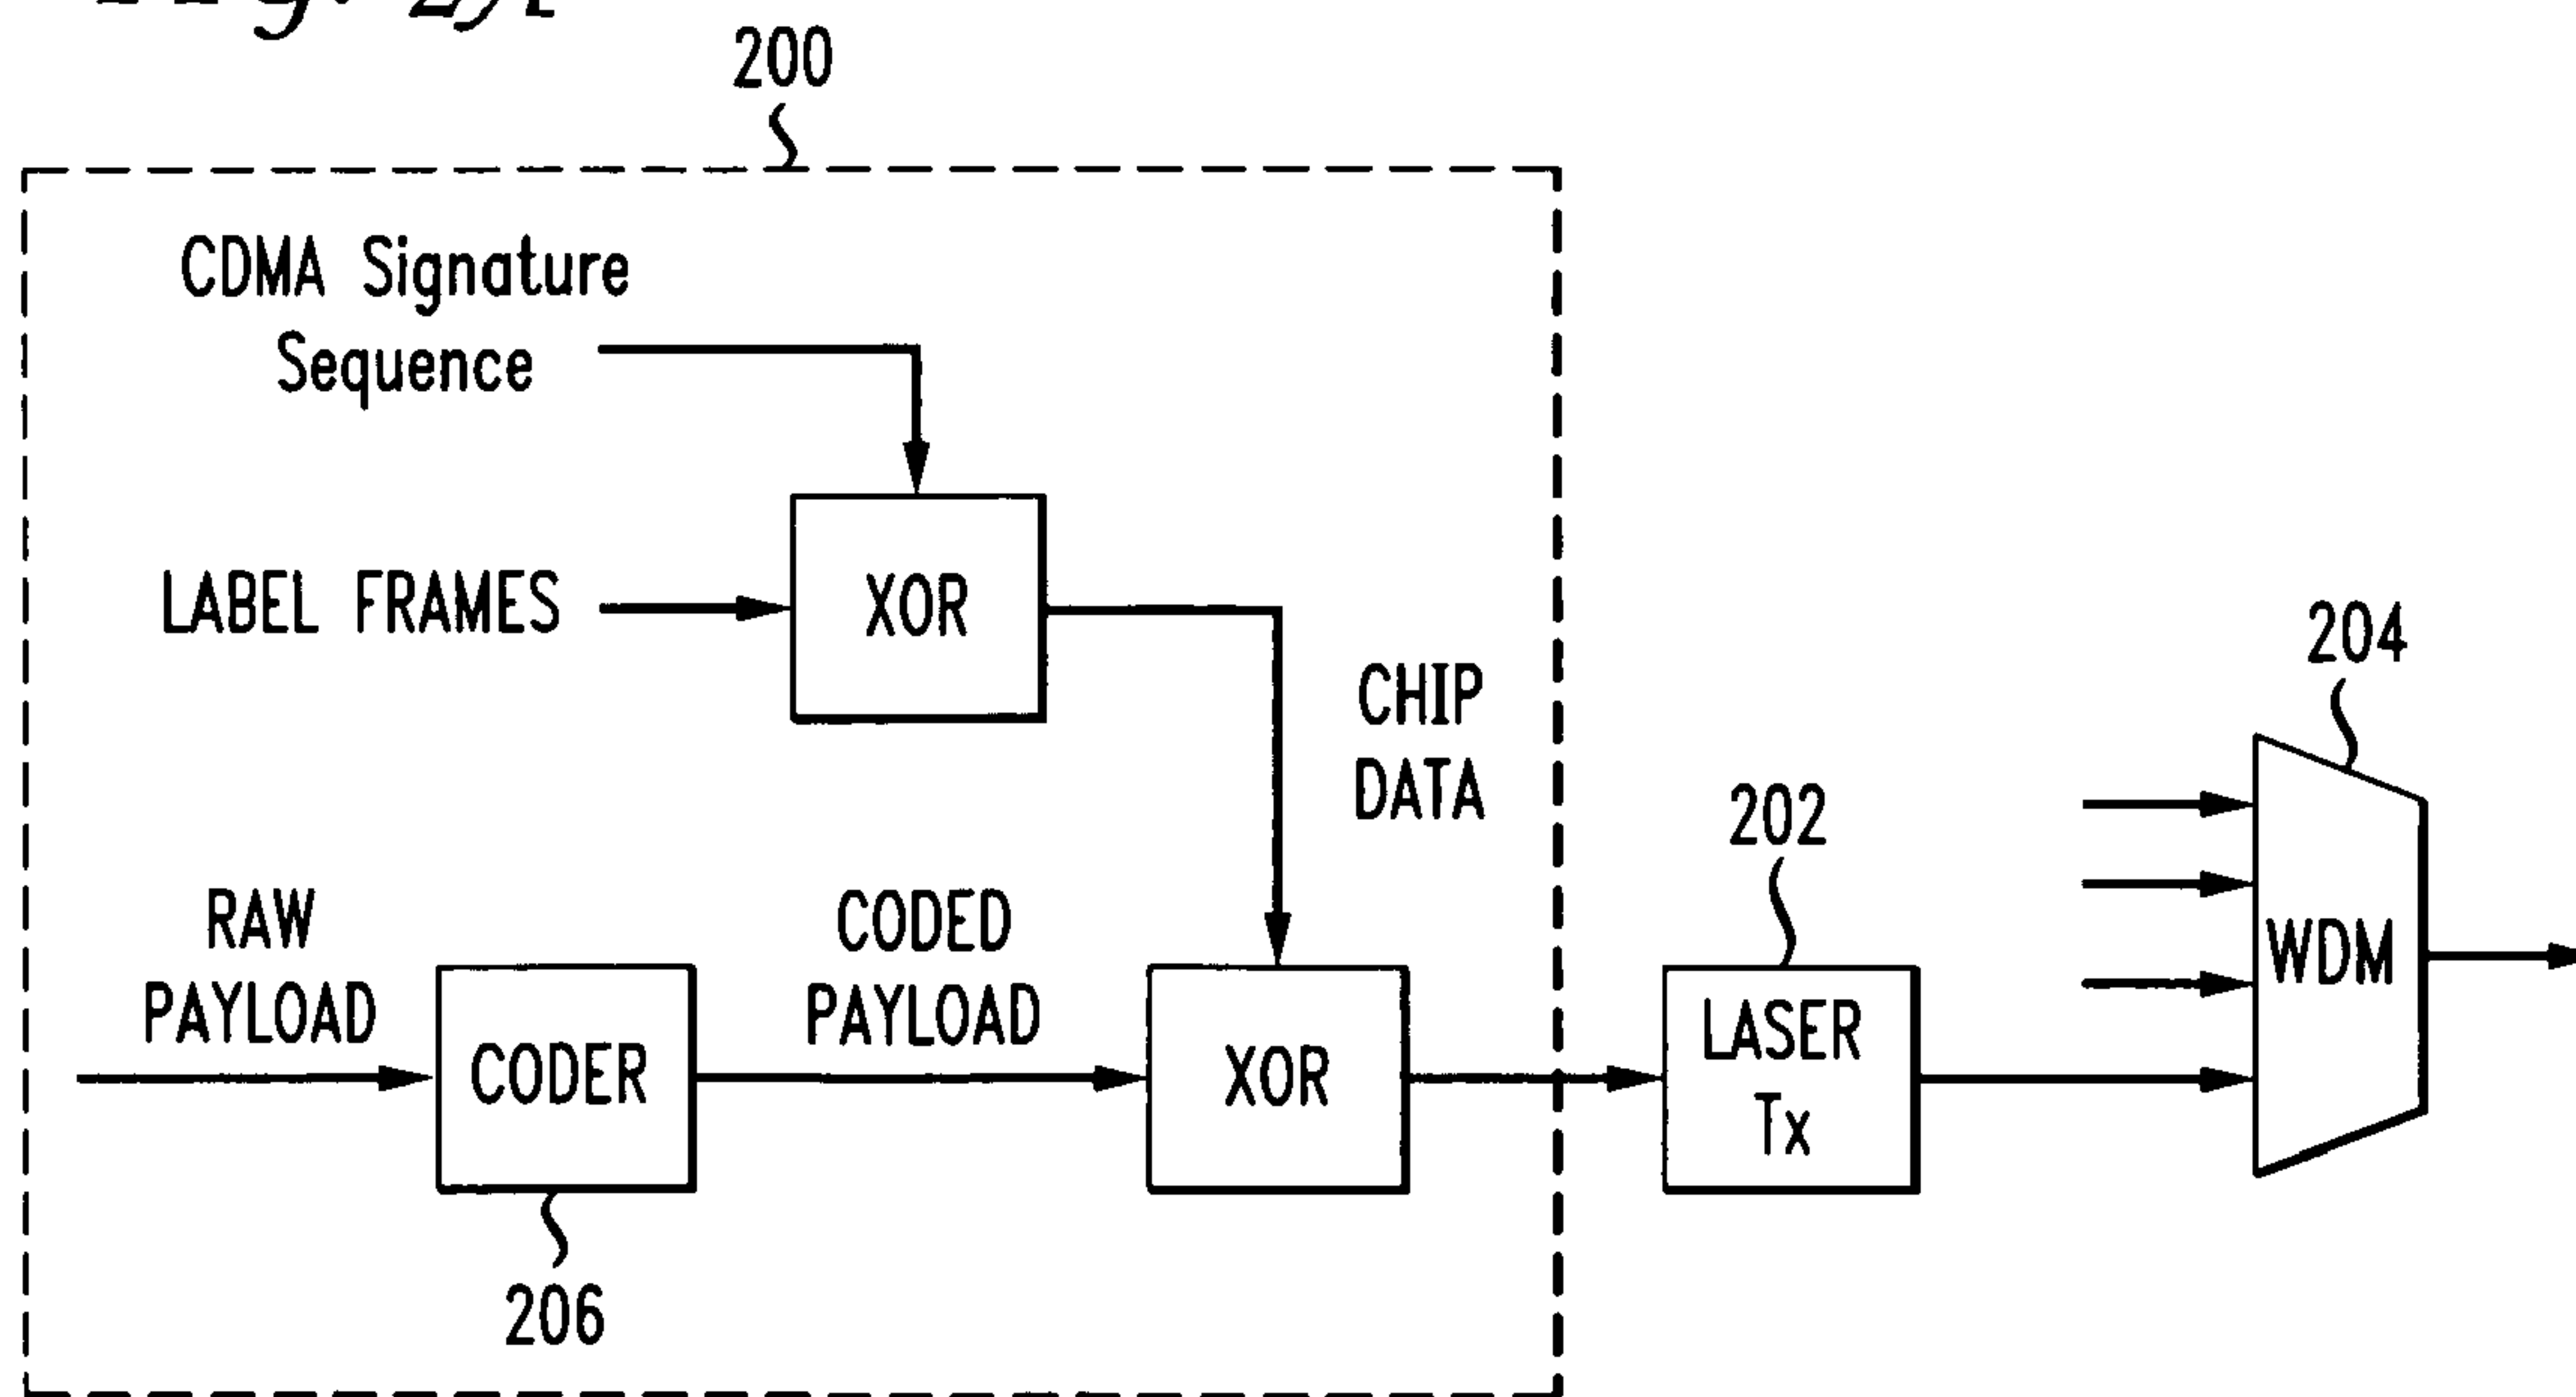 200
CDMA Signature
Sequence
LABEL FRAMES
XOR
CHIP
DATA
204
202
RAW
PAYLOAD
CODER
CODED
PAYLOAD
XOR
LASER
Tx
WDM
206